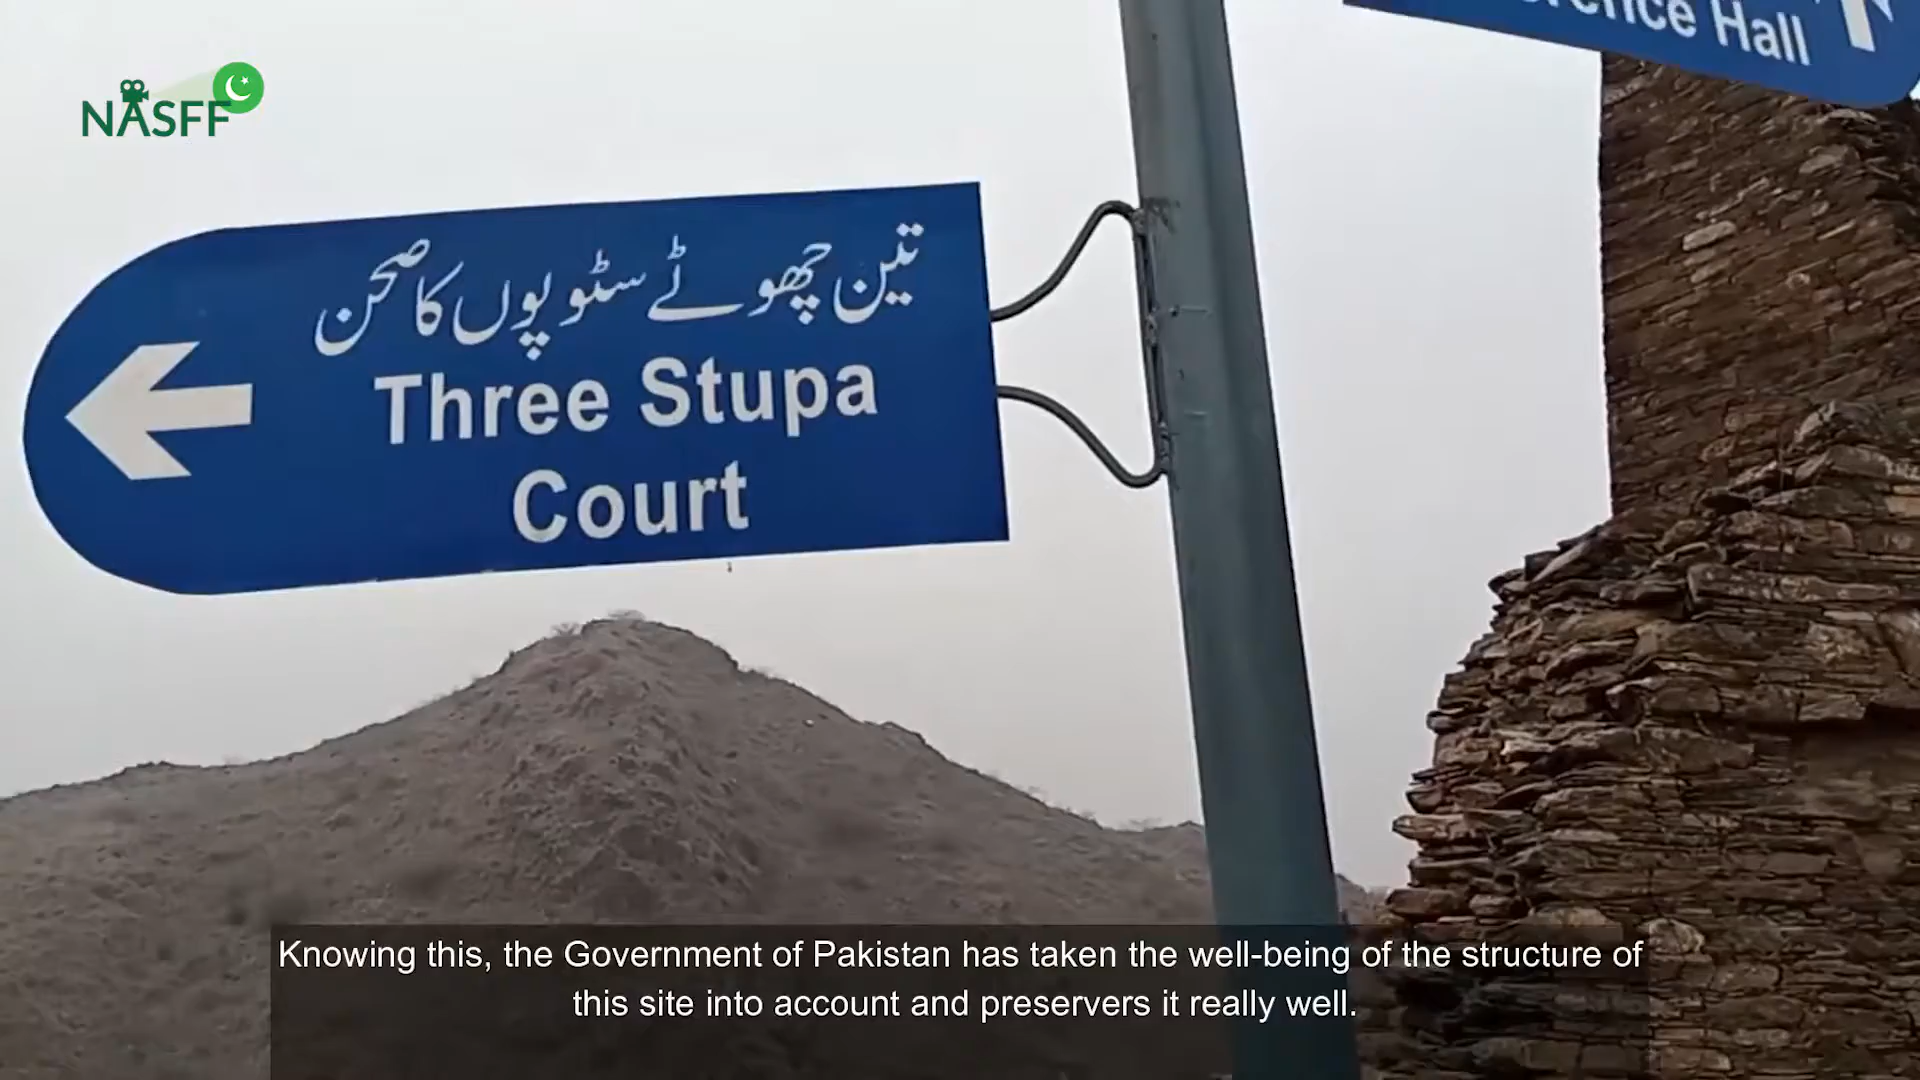 NASFF
Hall
تین چھوٹے سٹوپوں کا صحن
Three Stupa
Court
Knowing this, the Government of Pakistan has taken the well-being of the structure of
this site into account and preservers it really well.